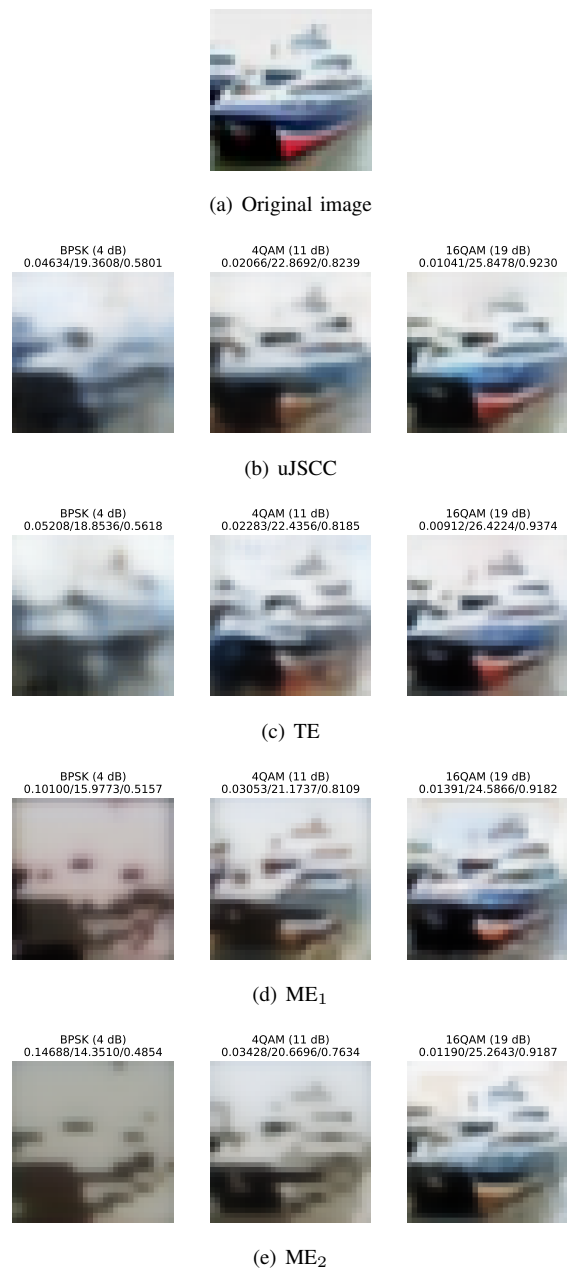 (a) Original image
BPSK (4 dB)
0.04634/19.3608/0.5801
4QAM (11 dB)
0.02066/22.8692/0.8239
16QAM (19 dB)
0.01041/25.8478/0.9230
(b) uJSCC
BPSK (4 dB)
0.05208/18.8536/0.5618
4QAM (11 dB)
0.02283/22.4356/0.8185
16QAM (19 dB)
0.00912/26.4224/0.9374
(c) TE
BPSK (4 dB)
0.10100/15.9773/0.5157
4QAM (11 dB)
0.03053/21.1737/0.8109
16QAM (19 dB)
0.01391/24.5866/0.9182
(d) ME₁
BPSK (4 dB)
0.14688/14.3510/0.4854
4QAM (11 dB)
0.03428/20.6696/0.7634
16QAM (19 dB)
0.01190/25.2643/0.9187
(e) ME₂